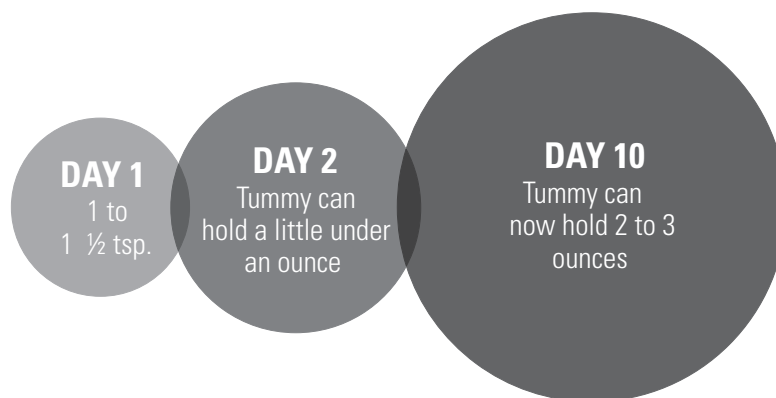 DAY 1
1 to
1 ½ tsp.
DAY 2
Tummy can
hold a little under
an ounce
DAY 10
Tummy can
now hold 2 to 3
ounces